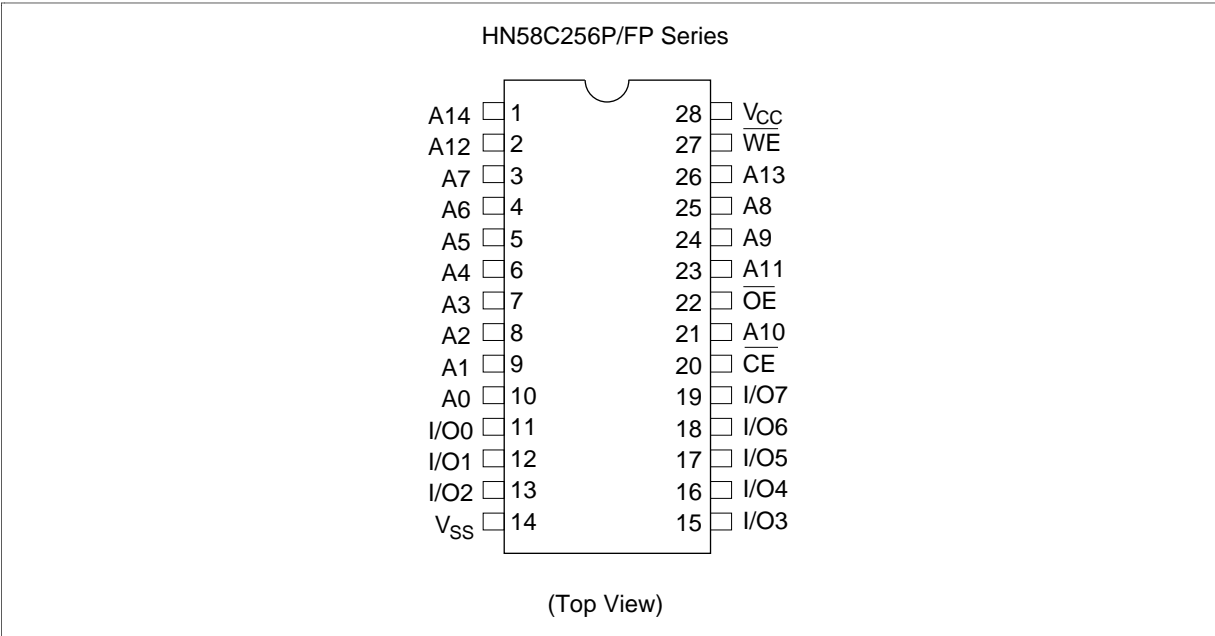 HN58C256P/FP Series
A14 1 28 VCC
A12 2 27 W̅E̅
A7 3 26 A13
A6 4 25 A8
A5 5 24 A9
A4 6 23 A11
A3 7 22 O̅E̅
A2 8 21 A10
A1 9 20 C̅E̅
A0 10 19 I/O7
I/O0 11 18 I/O6
I/O1 12 17 I/O5
I/O2 13 16 I/O4
VSS 14 15 I/O3
(Top View)